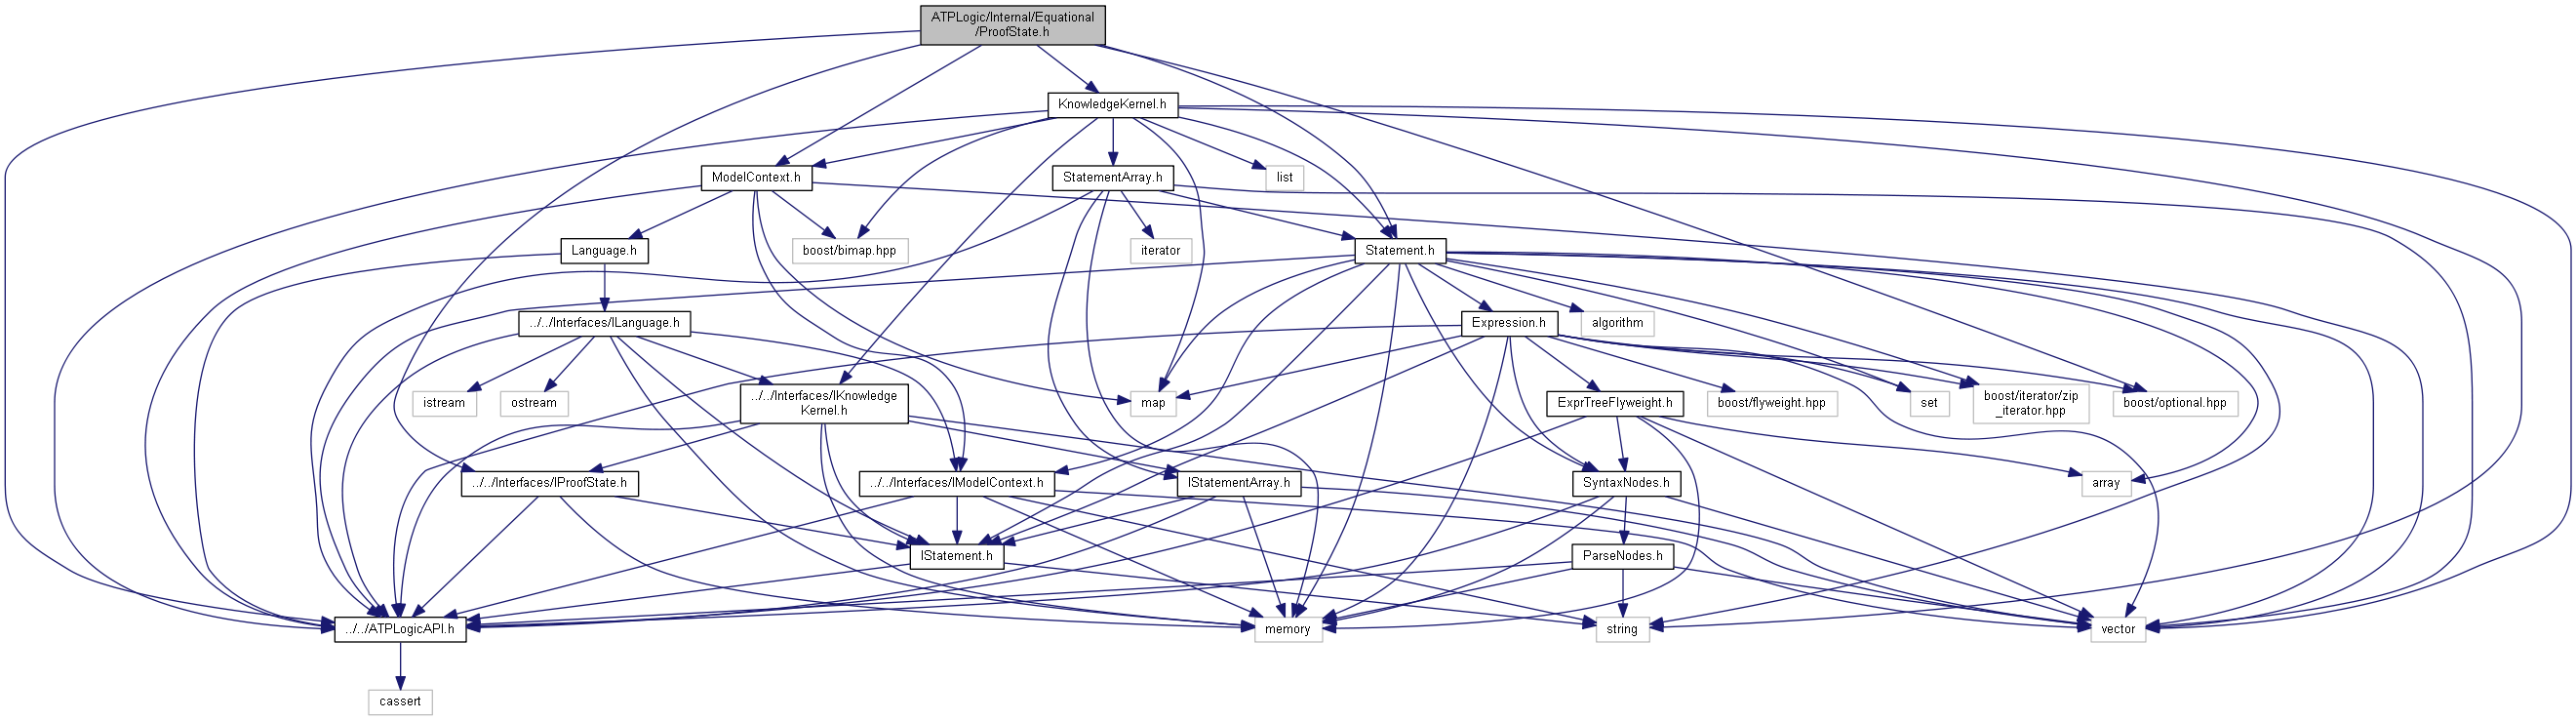 ATPLogic/Internal/Equational
/ProofState.h
KnowledgeKernel.h
ModelContext.h
StatementArray.h
list
Language.h
boost/bimap.hpp
iterator
Statement.h
../../Interfaces/ILanguage.h
Expression.h
algorithm
istream
ostream
../../Interfaces/IKnowledge
Kernel.h
map
ExprTreeFlyweight.h
boost/flyweight.hpp
set
boost/iterator/zip
_iterator.hpp
boost/optional.hpp
../../Interfaces/IProofState.h
../../Interfaces/IModelContext.h
IStatementArray.h
SyntaxNodes.h
array
IStatement.h
ParseNodes.h
../../ATPLogicAPI.h
memory
string
vector
cassert